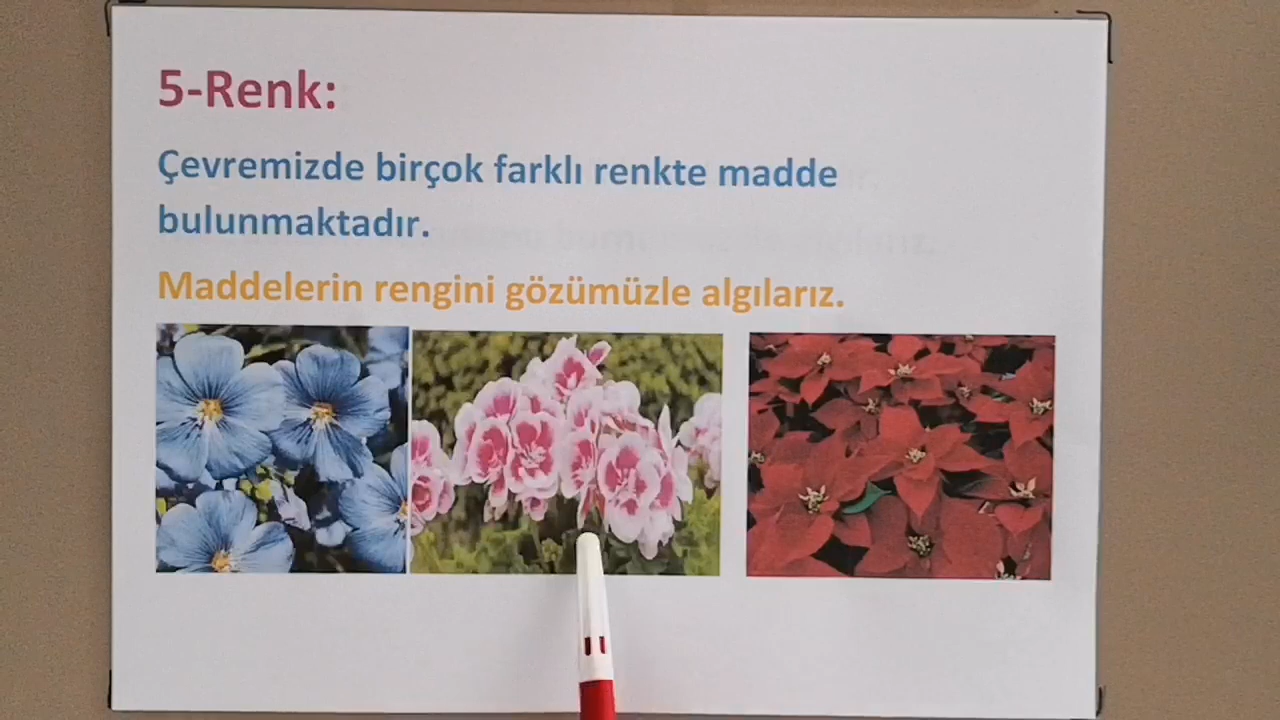 5-Renk:
Çevremizde birçok farklı renkte madde
bulunmaktadır.
Maddelerin rengini gözümüzle algılarız.